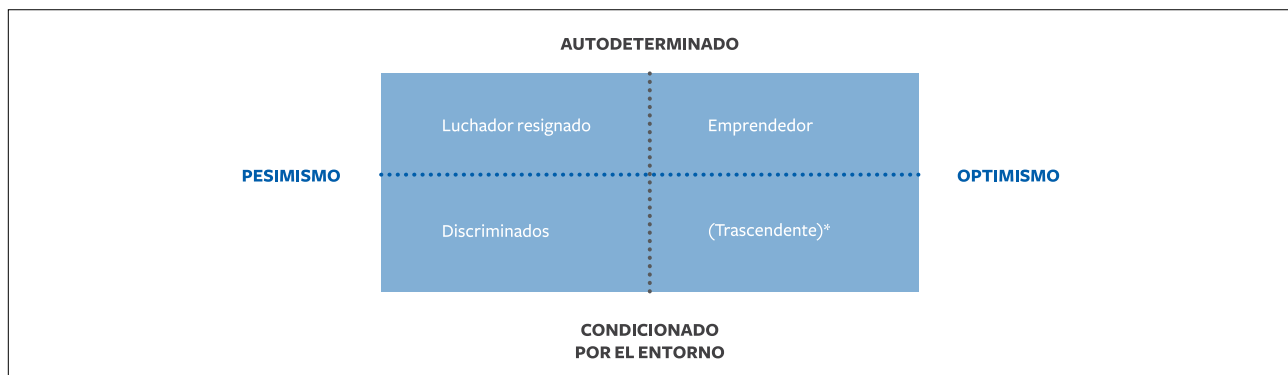 AUTODETERMINADO
Luchador resignado
Emprendedor
PESIMISMO
OPTIMISMO
Discriminados
(Trascendente)*
CONDICIONADO
POR EL ENTORNO